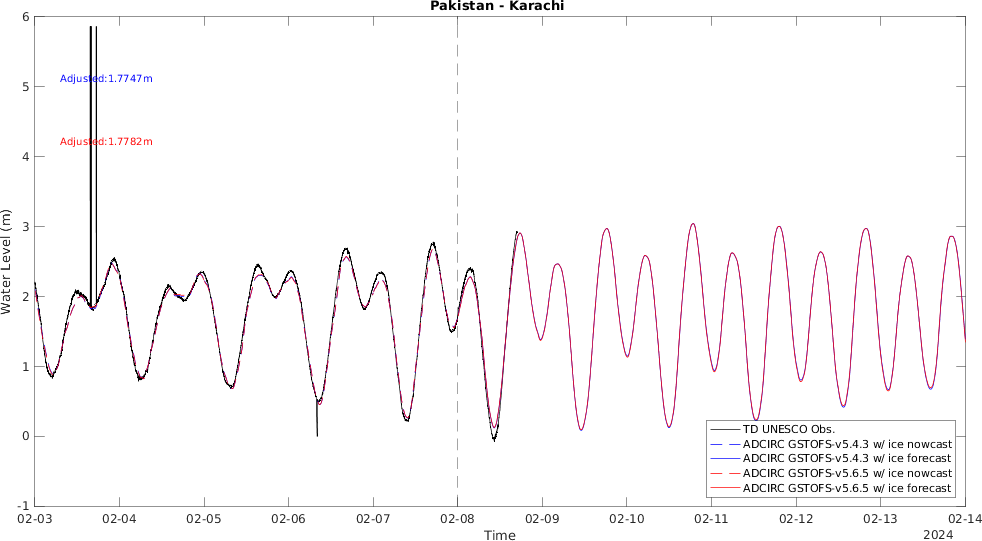 Pakistan - Karachi
6
5
4
3
2
1
0
-1
Water Level (m)
Adjusted:1.7747m
Adjusted:1.7782m
TD UNESCO Obs.
ADCIRC GSTOFS-v5.4.3 w/ ice nowcast
ADCIRC GSTOFS-v5.4.3 w/ ice forecast
ADCIRC GSTOFS-v5.6.5 w/ ice nowcast
ADCIRC GSTOFS-v5.6.5 w/ ice forecast
02-03 02-04 02-05 02-06 02-07 02-08 02-09 02-10 02-11 02-12 02-13 02-14
Time
2024